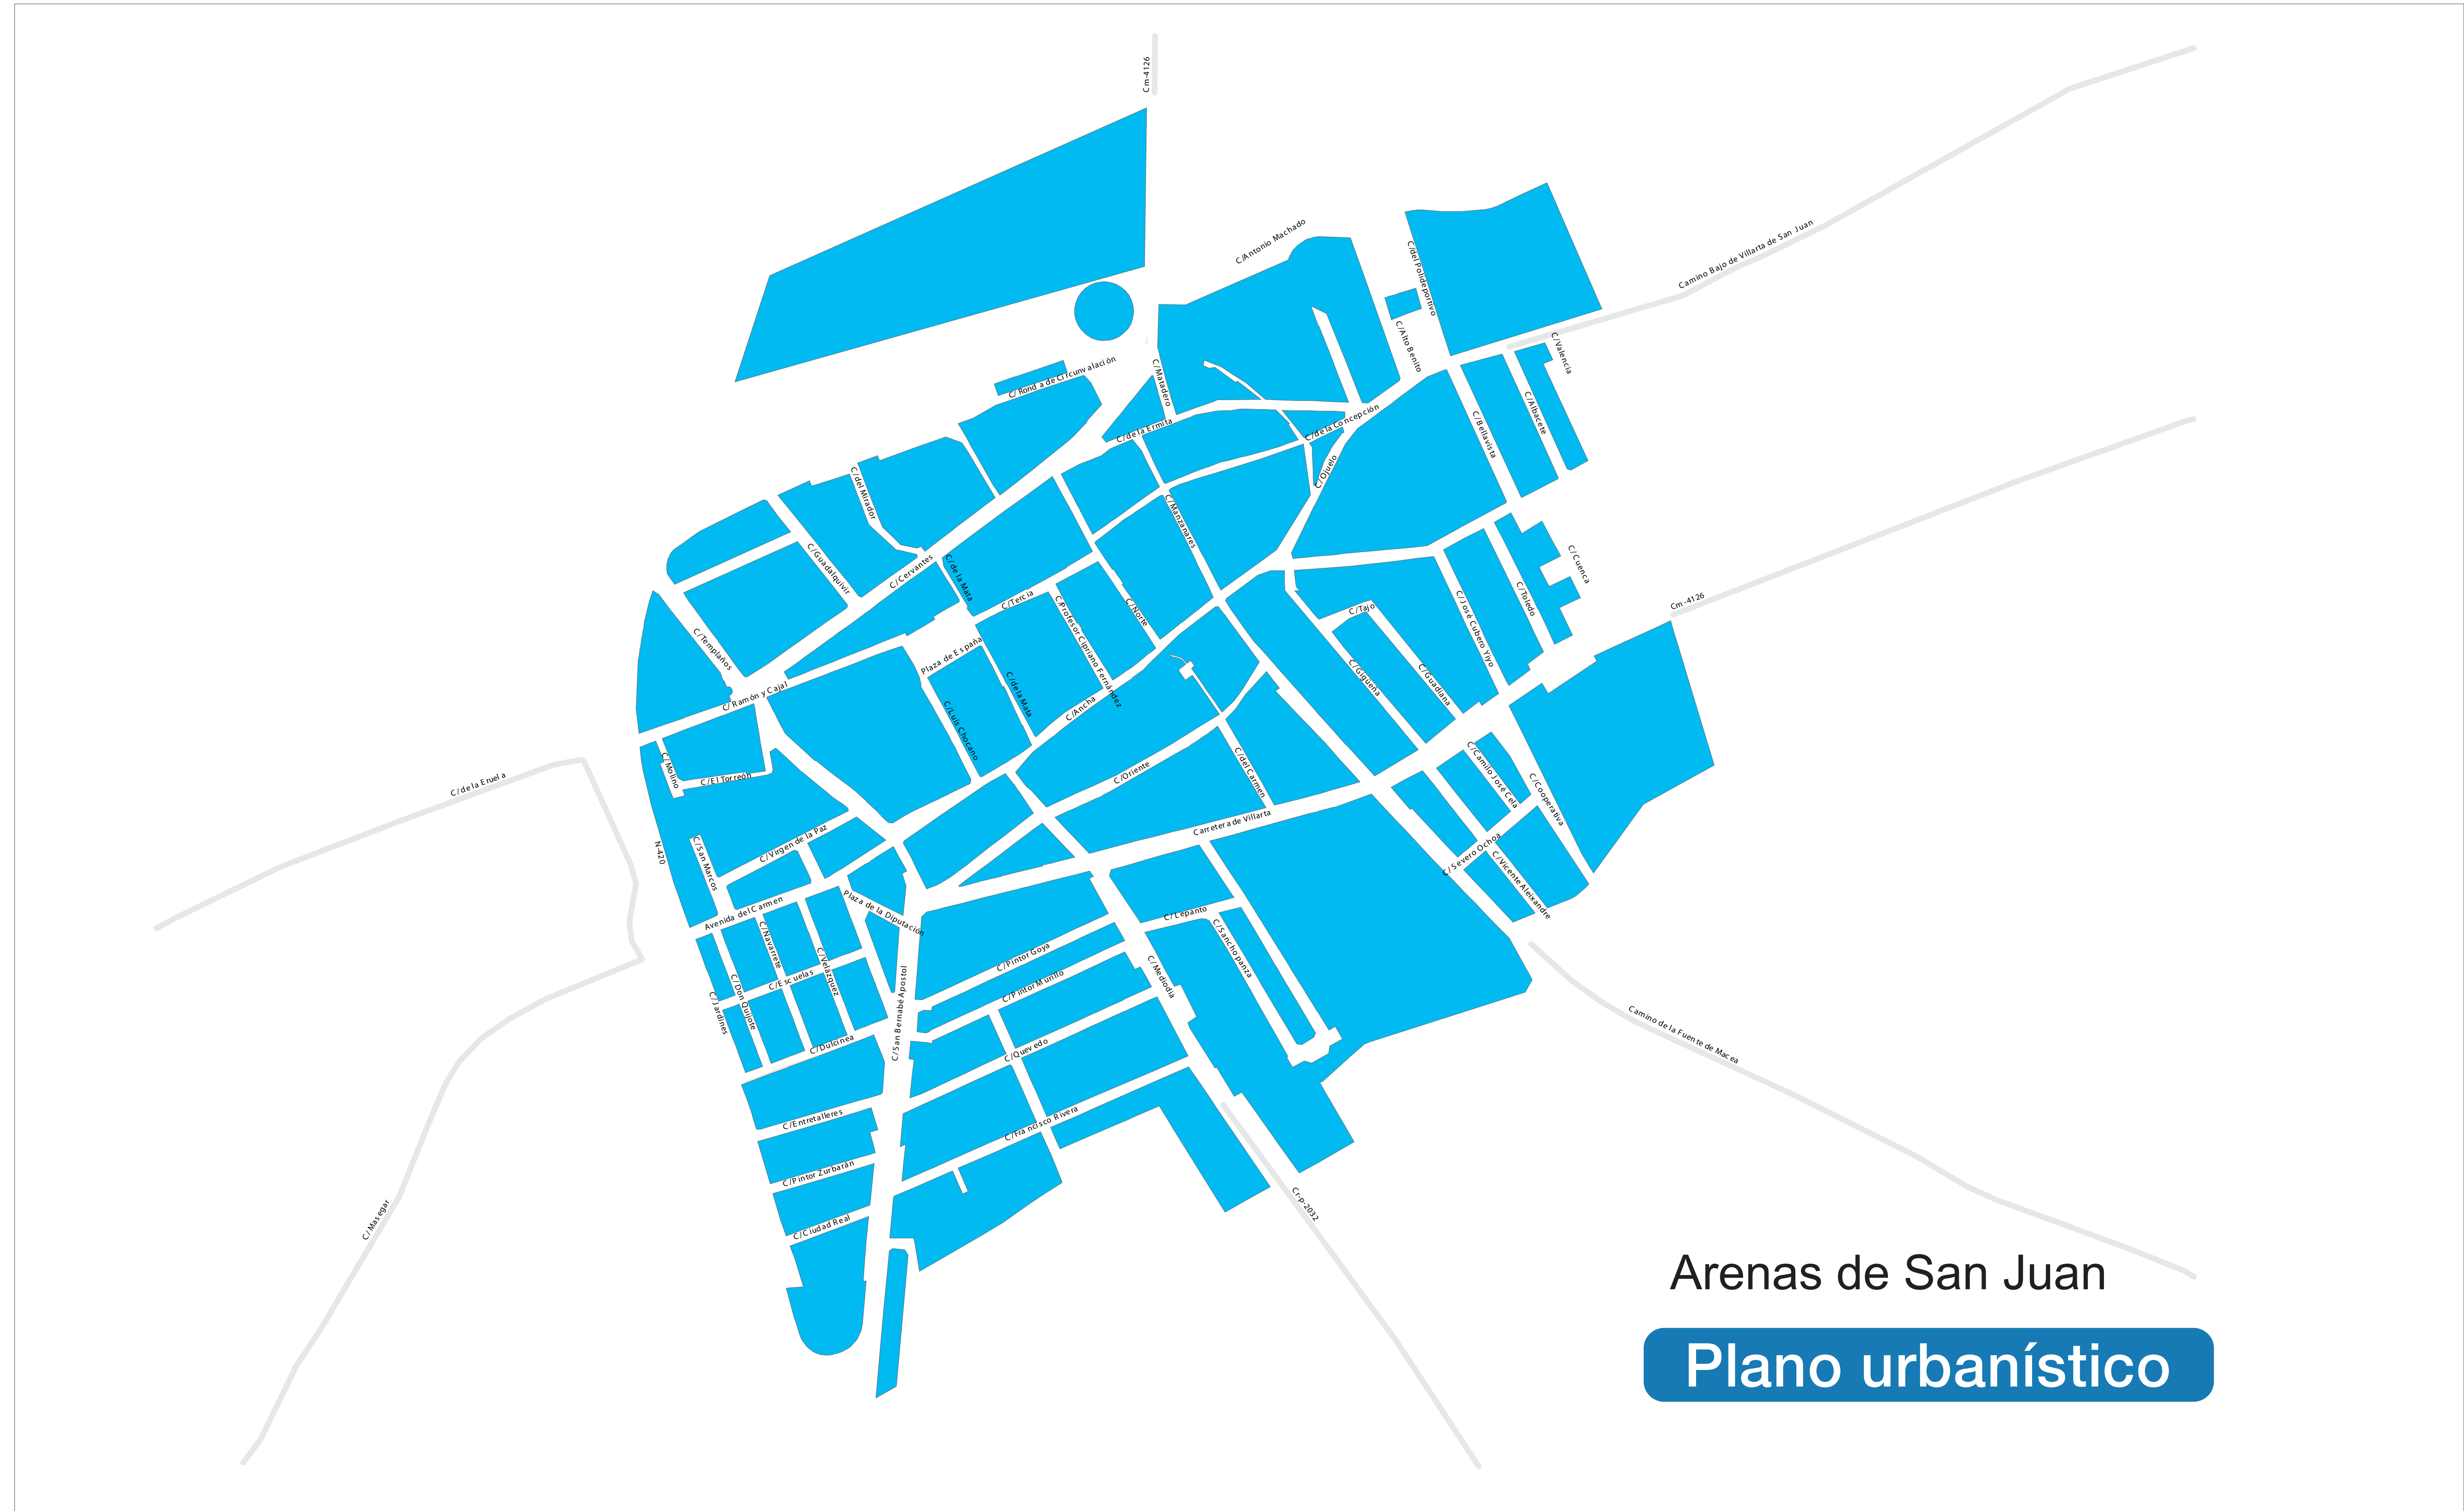 Cm-4126
C/Antonio Machado
C/del Polideportivo
Camino Bajo de Villarta de San Juan
C/Alto Benito
C/Valencia
C/Ronda de Circunvalación
C/Matadero
C/Albacete
C/de la Ermita
C/de la Concepción
C/Bellavista
C/del Mirador
C/Ojuelo
C/Manzanares
C/Guadalquivir
C/Cervantes
C/de la Mata
C/Cuenca
C/Tercia
C/Profesor Cipriano Fernández
C/Norte
C/Tajo
C/José Cubero Yiyo
C/Toledo
Cm-4126
C/Templaños
Plaza de España
C/de la Mata
C/Gigueña
C/Guadiana
C/Ramón y Cajal
C/Ancha
C/Luis Chocano
C/Molino
C/El Torreón
C/Oriente
C/del Carmen
C/Camilo José Cela
C/Cooperativa
C/de la Eruela
Carretera de Villarta
N-420
C/San Marcos
C/Virgen de la Paz
C/Severo Ochoa
C/Vicente Aleixandre
Avenida del Carmen
Plaza de la Diputación
C/Lepanto
C/Navarrete
C/Velázquez
C/Pintor Goya
C/Sancho panza
C/Escuelas
C/Don Quijote
C/Jardines
C/Pintor Murillo
C/Mediodia
C/San Bernabé Apostol
C/Dulcinea
C/Quevedo
Camino de la Fuente de Macea
C/Entretalleres
C/Francisco Rivera
C/Pintor Zurbarán
C/Masegar
C/Ciudad Real
Cr-p-2032
Arenas de San Juan
Plano urbanístico